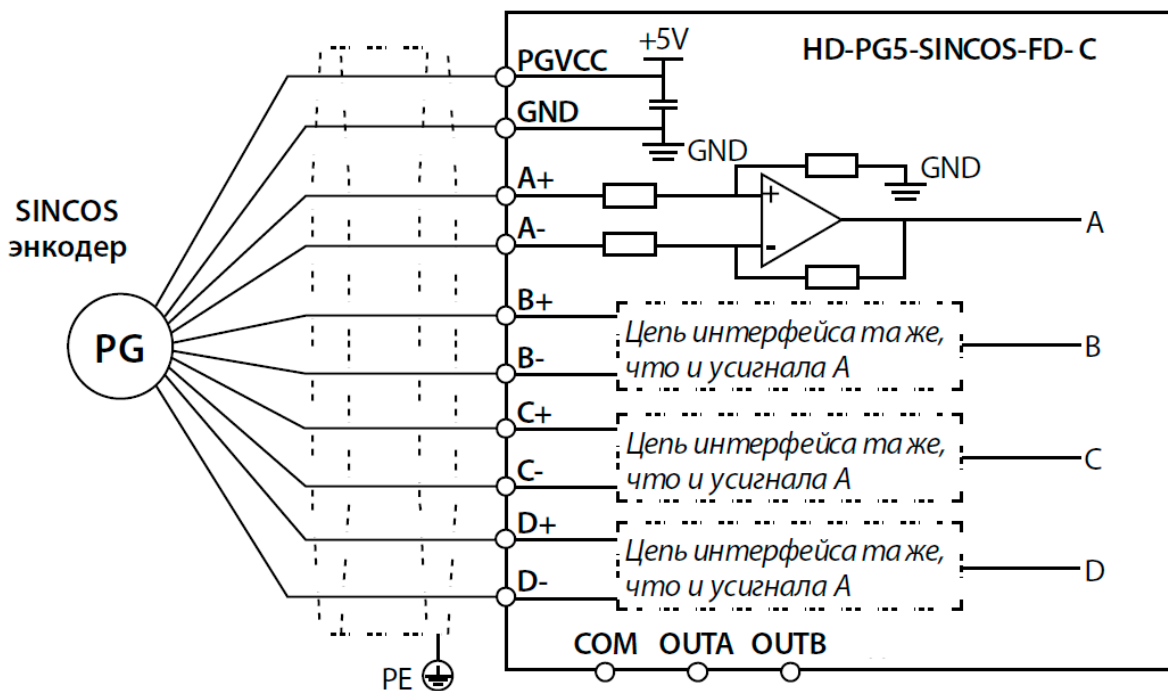 HD-PG5-SINCOS-FD- C
+5V
PGVCC
GND
GND
GND
A+
A-
+
-
A
SINCOS
энкодер
PG
B+
B-
Цепь интерфейса та же,
что и усигнала А
B
C+
C-
Цепь интерфейса та же,
что и усигнала А
C
D+
D-
Цепь интерфейса та же,
что и усигнала А
D
COM OUTA OUTB
PE